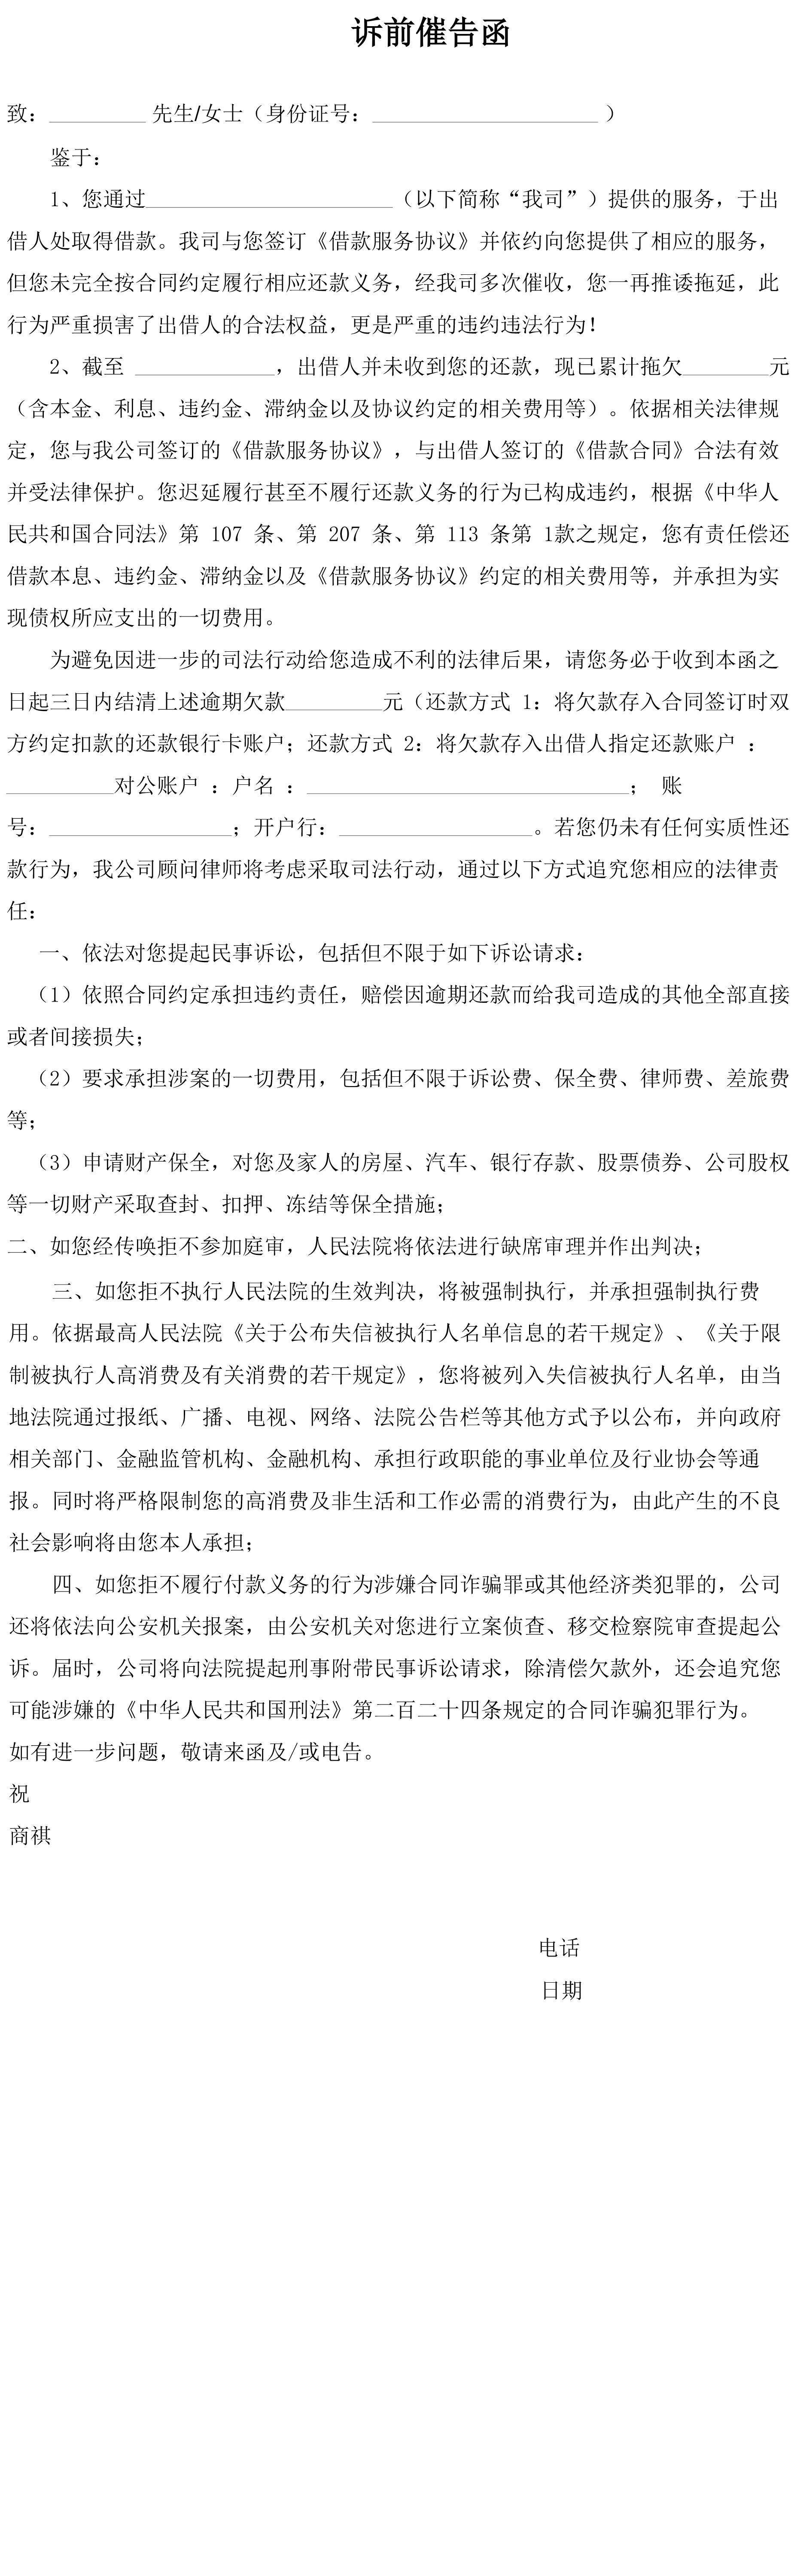 诉前催告函
致：_________ 先生/女士（身份证号：_____________________ ）
鉴于：
1、您通过_______________________（以下简称“我司”）提供的服务，于出
借人处取得借款。我司与您签订《借款服务协议》并依约向您提供了相应的服务，
但您未完全按合同约定履行相应还款义务，经我司多次催收，您一再推诿拖延，此
行为严重损害了出借人的合法权益，更是严重的违约违法行为！
2、截至 _____________，出借人并未收到您的还款，现已累计拖欠________元
（含本金、利息、违约金、滞纳金以及协议约定的相关费用等）。依据相关法律规
定，您与我公司签订的《借款服务协议》，与出借人签订的《借款合同》合法有效
并受法律保护。您迟延履行甚至不履行还款义务的行为已构成违约，根据《中华人
民共和国合同法》第 107 条、第 207 条、第 113 条第 1款之规定，您有责任偿还
借款本息、违约金、滞纳金以及《借款服务协议》约定的相关费用等，并承担为实
现债权所应支出的一切费用。
为避免因进一步的司法行动给您造成不利的法律后果，请您务必于收到本函之
日起三日内结清上述逾期欠款_________元（还款方式 1：将欠款存入合同签订时双
方约定扣款的还款银行卡账户；还款方式 2：将欠款存入出借人指定还款账户 ：
__________对公账户 ：户名 ：______________________________； 账
号：_________________；开户行：__________________。若您仍未有任何实质性还
款行为，我公司顾问律师将考虑采取司法行动，通过以下方式追究您相应的法律责
任：
一、依法对您提起民事诉讼，包括但不限于如下诉讼请求：
（1）依照合同约定承担违约责任，赔偿因逾期还款而给我司造成的其他全部直接
或者间接损失；
（2）要求承担涉案的一切费用，包括但不限于诉讼费、保全费、律师费、差旅费
等；
（3）申请财产保全，对您及家人的房屋、汽车、银行存款、股票债券、公司股权
等一切财产采取查封、扣押、冻结等保全措施；
二、如您经传唤拒不参加庭审，人民法院将依法进行缺席审理并作出判决；
三、如您拒不执行人民法院的生效判决，将被强制执行，并承担强制执行费
用。依据最高人民法院《关于公布失信被执行人名单信息的若干规定》、《关于限
制被执行人高消费及有关消费的若干规定》，您将被列入失信被执行人名单，由当
地法院通过报纸、广播、电视、网络、法院公告栏等其他方式予以公布，并向政府
相关部门、金融监管机构、金融机构、承担行政职能的事业单位及行业协会等通
报。同时将严格限制您的高消费及非生活和工作必需的消费行为，由此产生的不良
社会影响将由您本人承担；
四、如您拒不履行付款义务的行为涉嫌合同诈骗罪或其他经济类犯罪的，公司
还将依法向公安机关报案，由公安机关对您进行立案侦查、移交检察院审查提起公
诉。届时，公司将向法院提起刑事附带民事诉讼请求，除清偿欠款外，还会追究您
可能涉嫌的《中华人民共和国刑法》第二百二十四条规定的合同诈骗犯罪行为。
如有进一步问题，敬请来函及/或电告。
祝
商祺
电话
日期